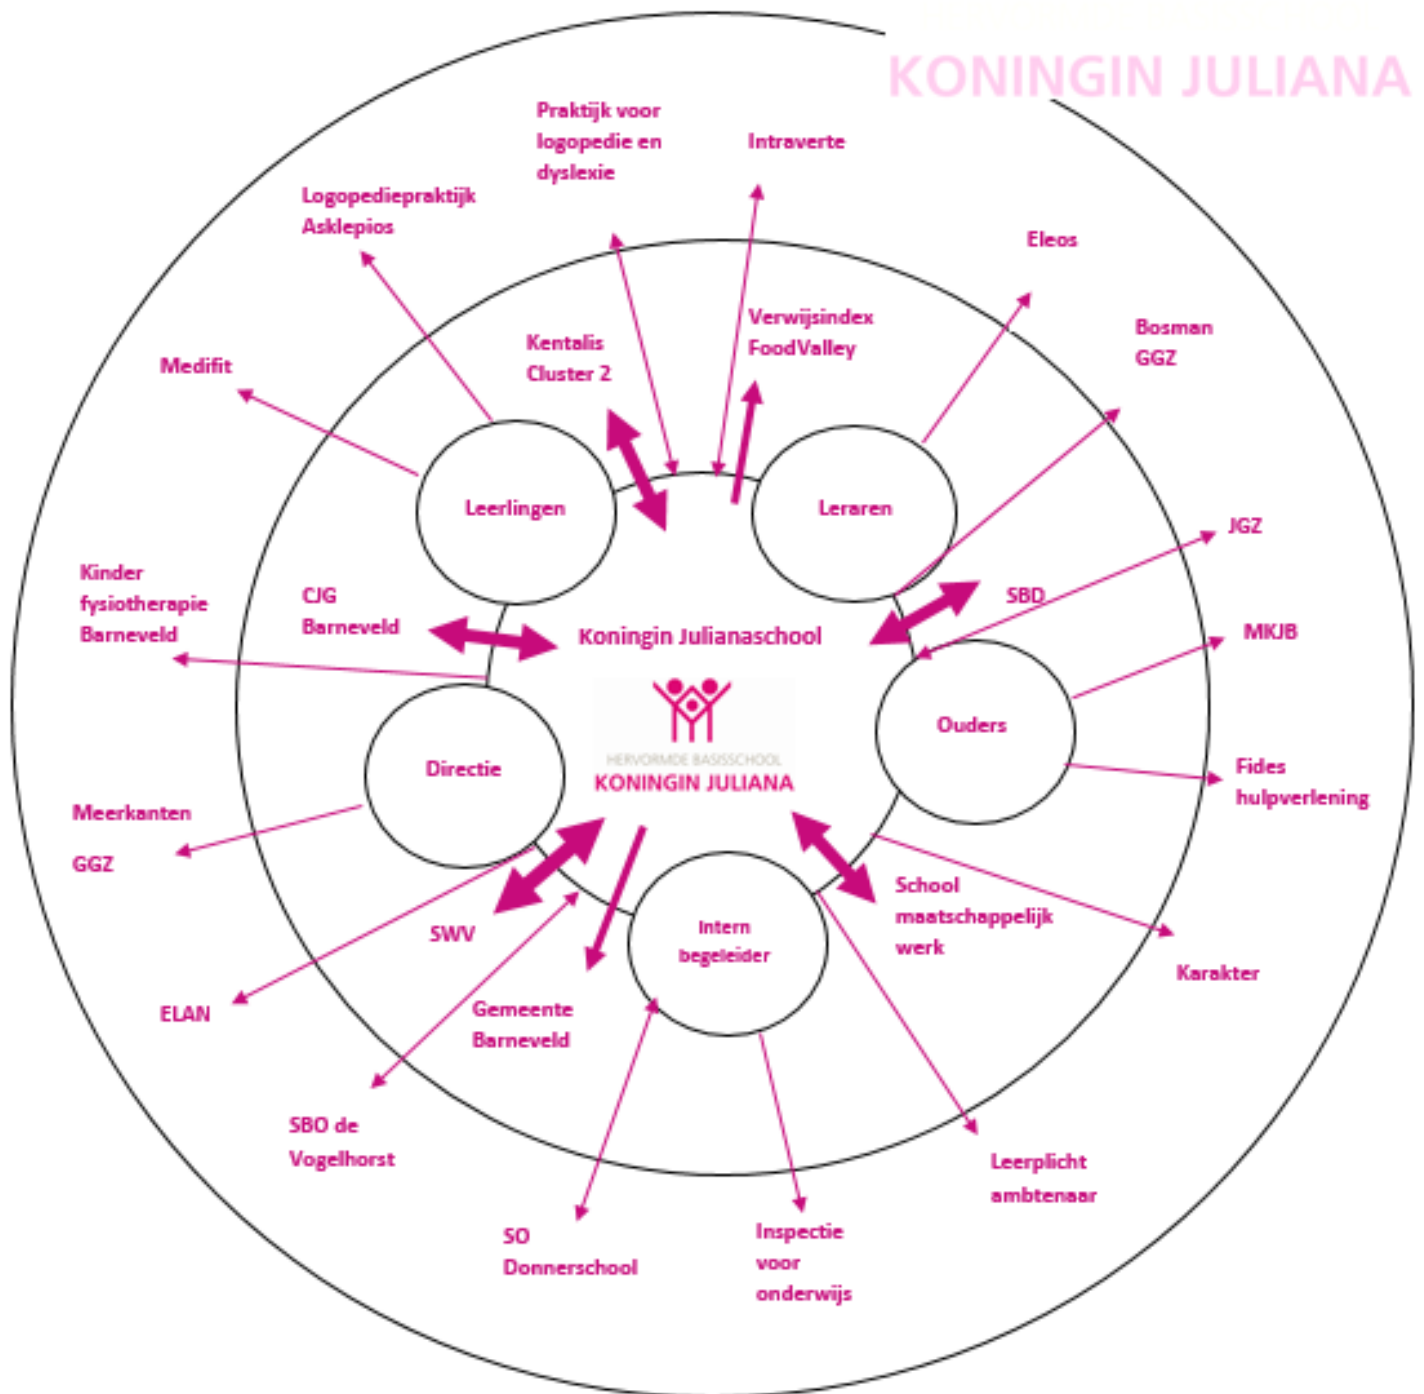 KONINGIN JULIANA
Praktijk voor
logopedie en
dyslexie
Intraverte
Logopediepraktijk
Asklepios
Eleos
Verwijsindex
FoodValley
Bosman
GGZ
Kentalis
Cluster 2
Medifit
Leerlingen
Leraren
JGZ
Kinder
fysiotherapie
Barneveld
CJG
Barneveld
SBD
Koningin Julianaschool
MKJB
HERVORMDE BASISSCHOOL
KONINGIN JULIANA
Ouders
Directie
Fides
hulpverlening
Meerkanten
GGZ
School
maatschappelijk
werk
SWV
Intern
begeleider
Karakter
ELAN
Gemeente
Barneveld
SBO de
Vogelhorst
Leerplicht
ambtenaar
SO
Donnerschool
Inspectie
voor
onderwijs